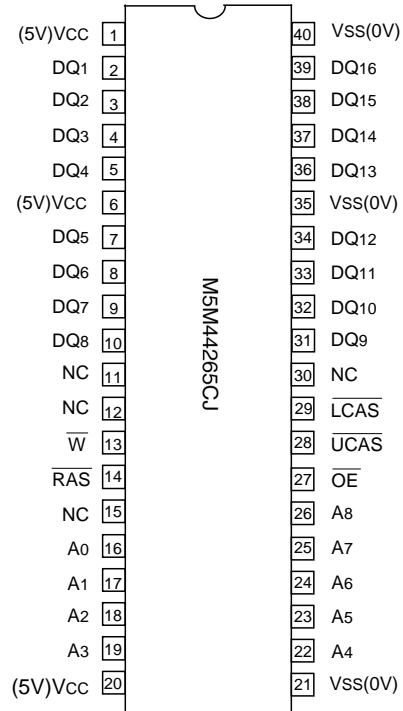 (5V)VCC 1 40 VSS(0V)
DQ1 2 39 DQ16
DQ2 3 38 DQ15
DQ3 4 37 DQ14
DQ4 5 36 DQ13
(5V)VCC 6 35 VSS(0V)
DQ5 7 34 DQ12
DQ6 8 33 DQ11
DQ7 9 32 DQ10
DQ8 10 31 DQ9
NC 11 30 NC
NC 12 29 LCAS
W 13 28 UCAS
RAS 14 27 OE
NC 15 26 A8
A0 16 25 A7
A1 17 24 A6
A2 18 23 A5
A3 19 22 A4
(5V)VCC 20 21 VSS(0V)
M5M44265CJ